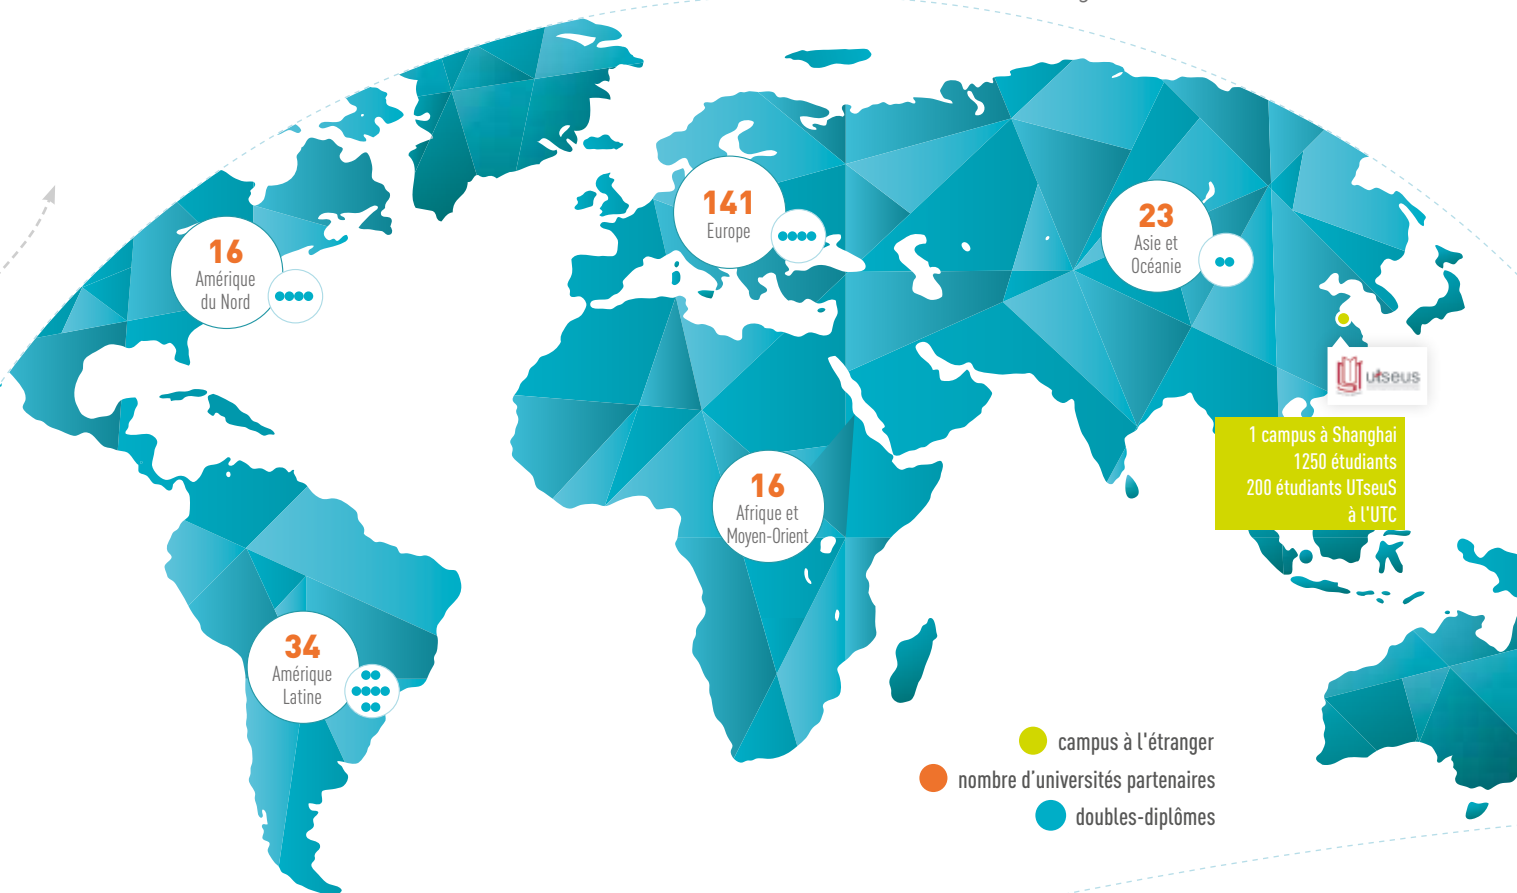 141
Europe
23
Asie et
Océanie
16
Amérique
du Nord
utseus
1 campus à Shanghai
1250 étudiants
200 étudiants UTseuS
à l'UTC
16
Afrique et
Moyen-Orient
34
Amérique
Latine
campus à l'étranger
nombre d’universités partenaires
doubles-diplômes